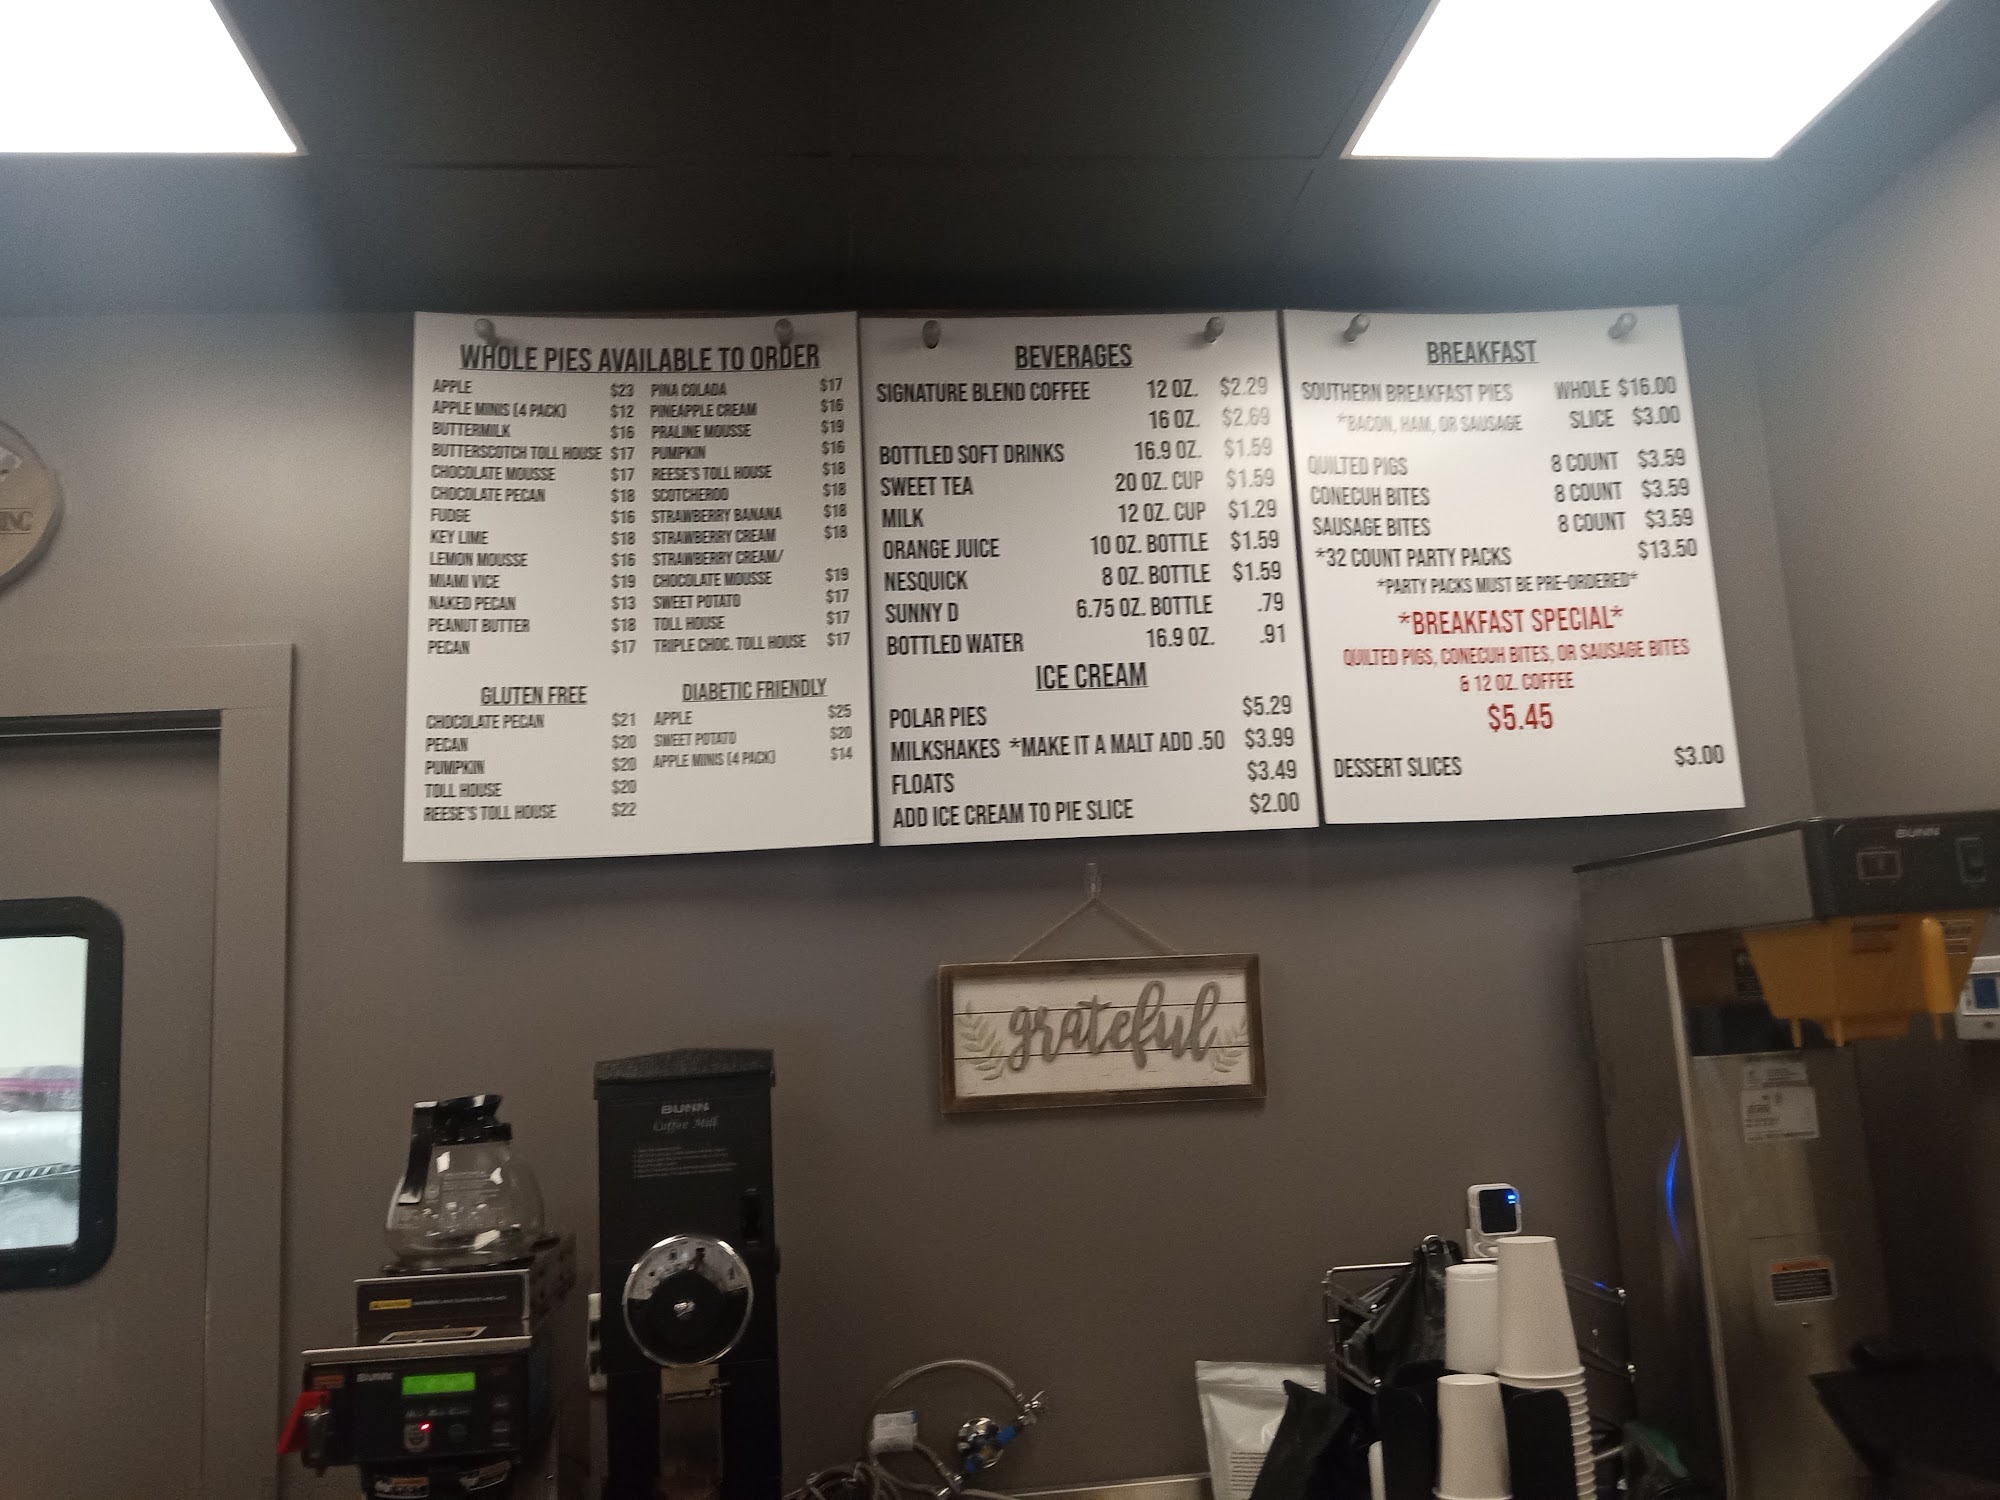 WHOLE PIES AVAILABLE TO ORDER
APPLE $23
APPLE MINIS (4 PACK) $12
BUTTERMILK $16
BUTTERSCOTCH TOLL HOUSE $17
CHOCOLATE MOUSSE $17
CHOCOLATE PECAN $18
FUDGE $16
KEY LIME $18
LEMON MOUSSE $16
MIAMI VICE $19
NAKED PECAN $13
PEANUT BUTTER $18
PECAN $17
PINA COLADA $17
PINEAPPLE CREAM $16
PRALINE MOUSSE $19
PUMPKIN $16
REESE'S TOLL HOUSE $18
SCOTCHEROO $18
STRAWBERRY BANANA $18
STRAWBERRY CREAM $18
STRAWBERRY CREAM/
CHOCOLATE MOUSSE $19
SWEET POTATO $17
TOLL HOUSE $17
TRIPLE CHOC. TOLL HOUSE $17
GLUTEN FREE
CHOCOLATE PECAN $21
PECAN $20
PUMPKIN $20
TOLL HOUSE $20
REESE'S TOLL HOUSE $22
DIABETIC FRIENDLY
APPLE $25
SWEET POTATO $20
APPLE MINIS (4 PACK) $14
BEVERAGES
SIGNATURE BLEND COFFEE 12 OZ. $2.29
16 OZ. $2.69
BOTTLED SOFT DRINKS 16.9 OZ. $1.59
SWEET TEA 20 OZ. CUP $1.59
MILK 12 OZ. CUP $1.29
ORANGE JUICE 10 OZ. BOTTLE $1.59
NESQUICK 8 OZ. BOTTLE $1.59
SUNNY D 6.75 OZ. BOTTLE .79
BOTTLED WATER 16.9 OZ. .91
ICE CREAM
POLAR PIES $5.29
MILKSHAKES *MAKE IT A MALT ADD .50 $3.99
FLOATS $3.49
ADD ICE CREAM TO PIE SLICE $2.00
BREAKFAST
SOUTHERN BREAKFAST PIES WHOLE $16.00
*BACON, HAM, OR SAUSAGE SLICE $3.00
QUILTED PIGS 8 COUNT $3.59
CONECUH BITES 8 COUNT $3.59
SAUSAGE BITES 8 COUNT $3.59
*32 COUNT PARTY PACKS $13.50
*PARTY PACKS MUST BE PRE-ORDERED*
*BREAKFAST SPECIAL*
QUILTED PIGS, CONECUH BITES, OR SAUSAGE BITES
& 12 OZ. COFFEE
$5.45
DESSERT SLICES $3.00
INC
BUNN
grateful
BUNN
Coffee Mill
BUNN